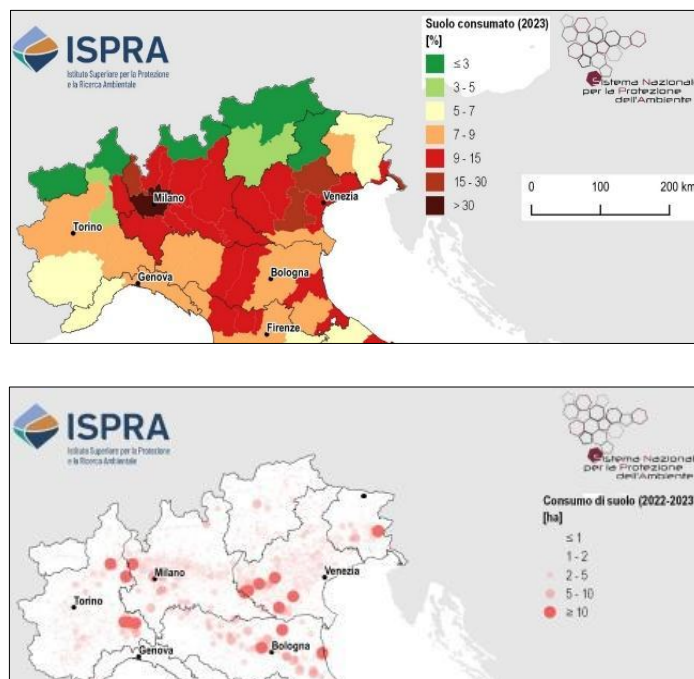 ISPRA
Istituto Superiore per la Protezione
e la Ricerca Ambientale
Suolo consumato (2023)
[%]
≤ 3
3 - 5
5 - 7
7 - 9
9 - 15
15 - 30
> 30
Sistema Nazionale
per la Protezione
dell'Ambiente
0 100 200 km
Milano
Venezia
Torino
Genova
Bologna
Firenze
ISPRA
Istituto Superiore per la Protezione
e la Ricerca Ambientale
Sistema Nazionale
per la Protezione
dell'Ambiente
Consumo di suolo (2022-2023)
[ha]
≤ 1
1 - 2
2 - 5
5 - 10
≥ 10
Milano
Venezia
Torino
Genova
Bologna